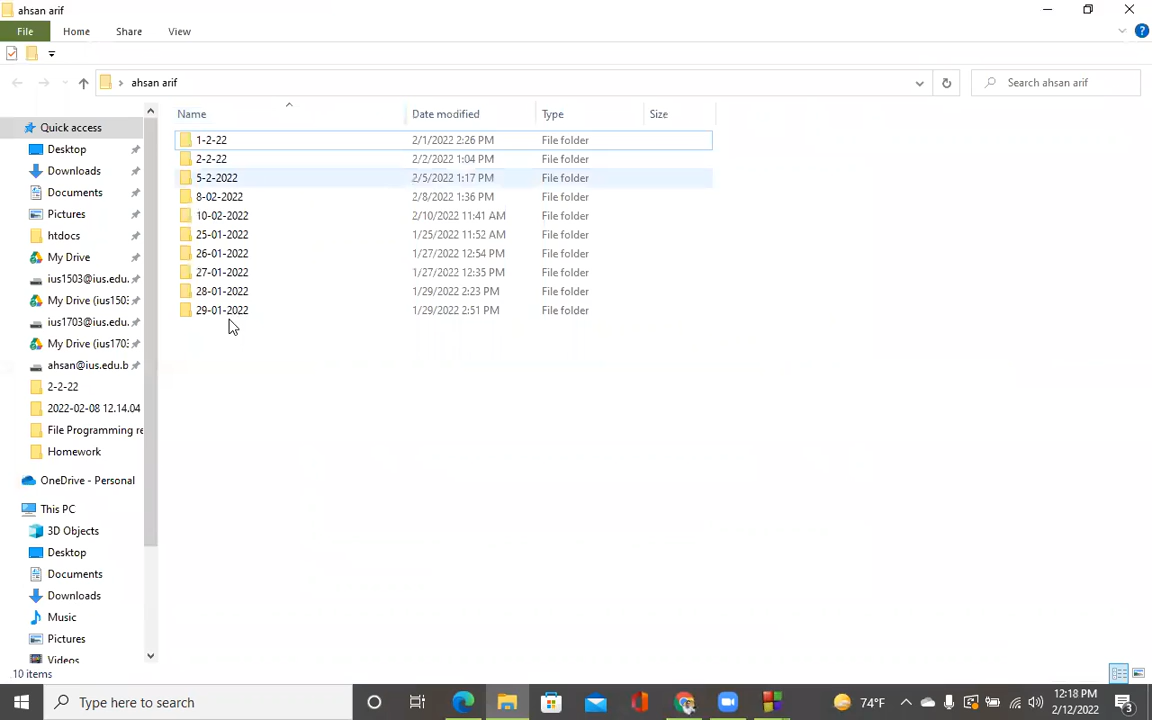 ahsan arif
File Home Share View
ahsan arif
Search ahsan arif
Quick access
Desktop
Downloads
Documents
Pictures
htdocs
My Drive
ius1503@ius.edu.
My Drive (ius150
ius1703@ius.edu.
My Drive (ius170
ahsan@ius.edu.b
2-2-22
2022-02-08 12.14.04
File Programming re
Homework
OneDrive - Personal
This PC
3D Objects
Desktop
Documents
Downloads
Music
Pictures
Videos
Name Date modified Type Size
1-2-22 2/1/2022 2:26 PM File folder
2-2-22 2/2/2022 1:04 PM File folder
5-2-2022 2/5/2022 1:17 PM File folder
8-02-2022 2/8/2022 1:36 PM File folder
10-02-2022 2/10/2022 11:41 AM File folder
25-01-2022 1/25/2022 11:52 AM File folder
26-01-2022 1/27/2022 12:54 PM File folder
27-01-2022 1/27/2022 12:35 PM File folder
28-01-2022 1/29/2022 2:23 PM File folder
29-01-2022 1/29/2022 2:51 PM File folder
10 items
Type here to search
74°F
12:18 PM
2/12/2022
3